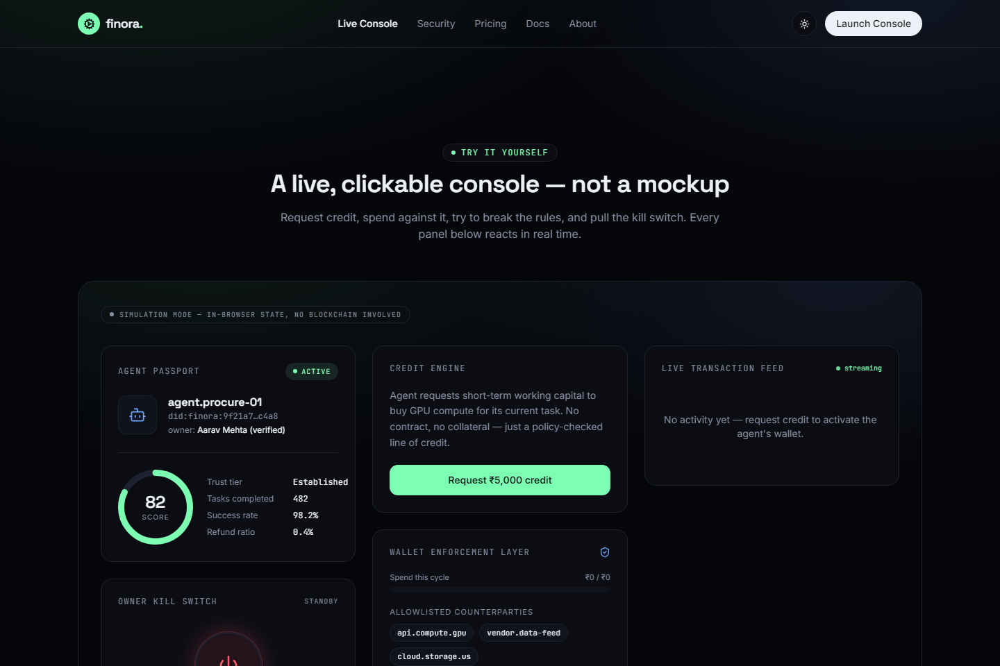 finora.
Live Console
Security
Pricing
Docs
About
Launch Console
TRY IT YOURSELF
A live, clickable console — not a mockup
Request credit, spend against it, try to break the rules, and pull the kill switch. Every
panel below reacts in real time.
SIMULATION MODE — IN-BROWSER STATE, NO BLOCKCHAIN INVOLVED
AGENT PASSPORT
ACTIVE
agent.procure-01
did:finora:9f21a7…c4a8
owner: Aarav Mehta (verified)
82
SCORE
Trust tier Established
Tasks completed 482
Success rate 98.2%
Refund ratio 0.4%
OWNER KILL SWITCH
STANDBY
CREDIT ENGINE
Agent requests short-term working capital to
buy GPU compute for its current task. No
contract, no collateral — just a policy-checked
line of credit.
Request ₹5,000 credit
WALLET ENFORCEMENT LAYER
Spend this cycle ₹0 / ₹0
ALLOWLISTED COUNTERPARTIES
api.compute.gpu
vendor.data-feed
cloud.storage.us
LIVE TRANSACTION FEED
streaming
No activity yet — request credit to activate the
agent's wallet.